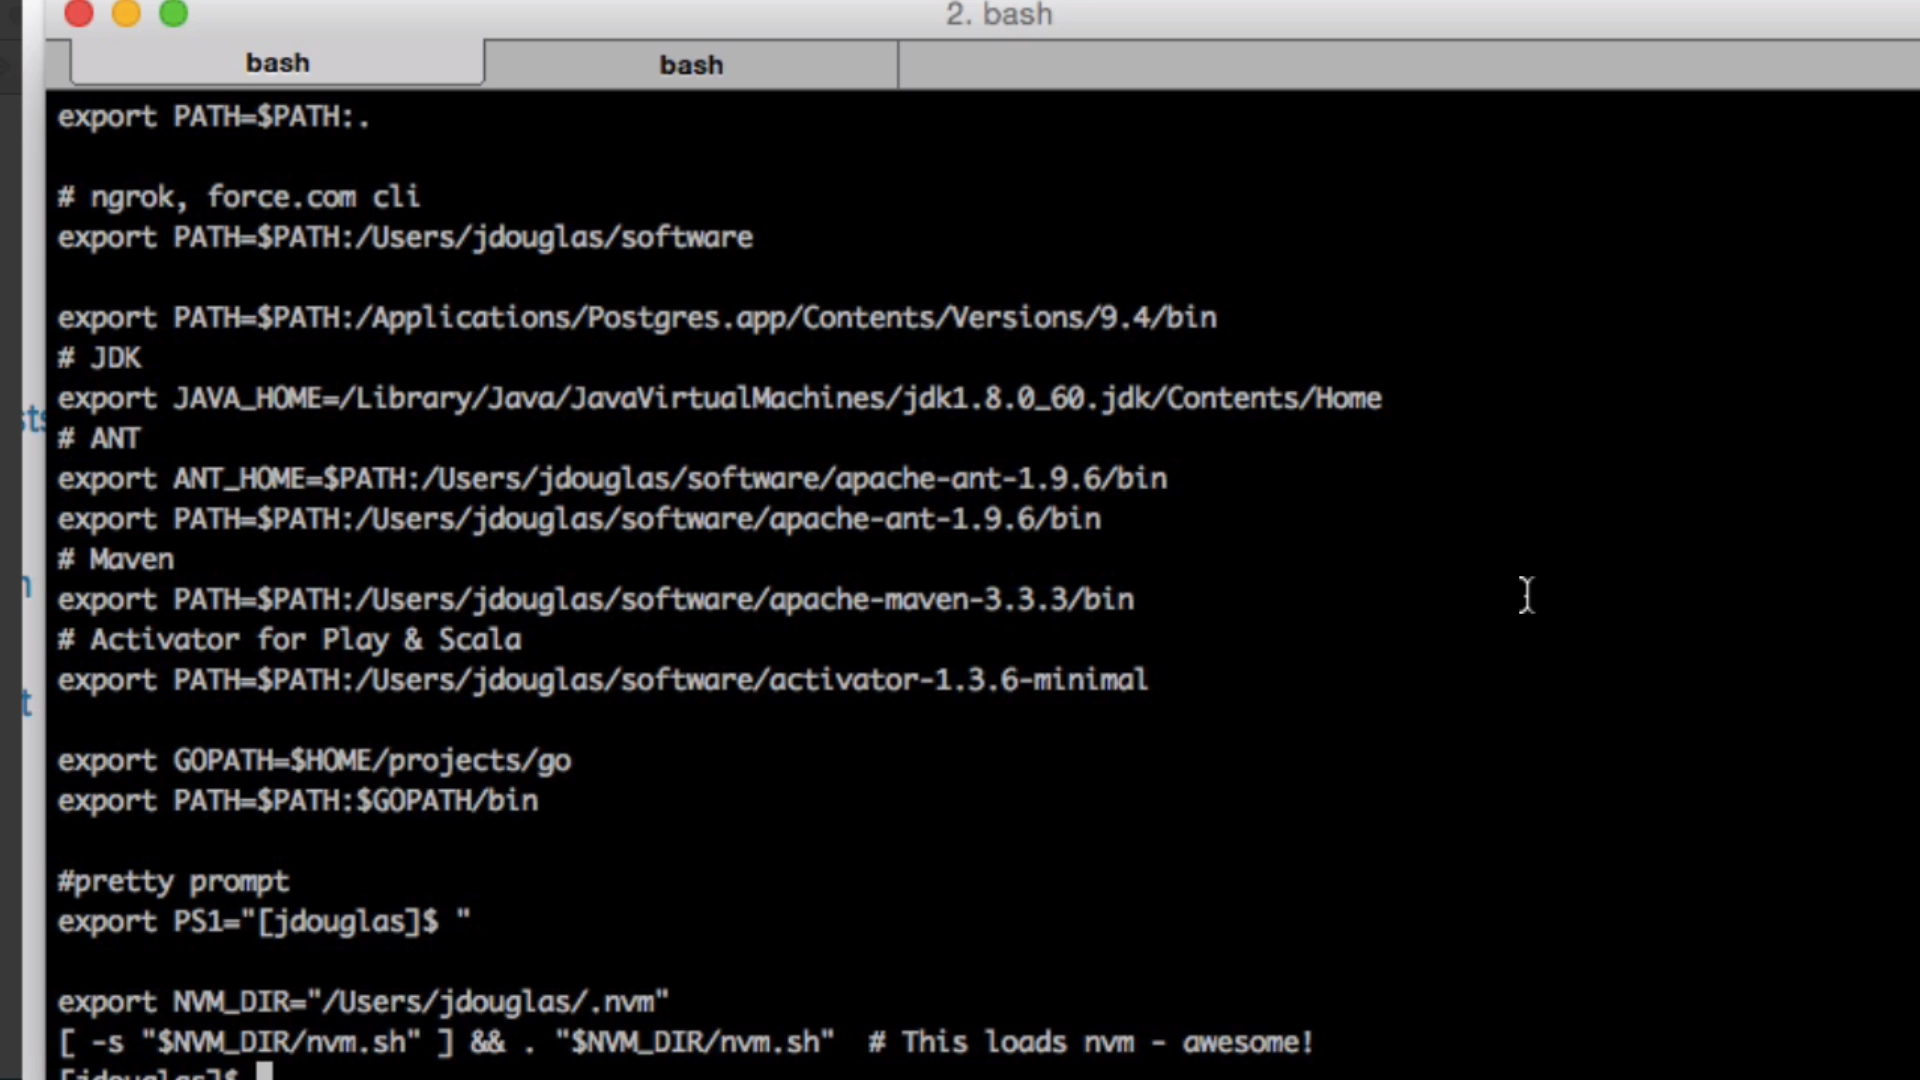 2. bash
bash
bash
export PATH=$PATH:.
# ngrok, force.com cli
export PATH=$PATH:/Users/jdouglas/software
export PATH=$PATH:/Applications/Postgres.app/Contents/Versions/9.4/bin
# JDK
export JAVA_HOME=/Library/Java/JavaVirtualMachines/jdk1.8.0_60.jdk/Contents/Home
# ANT
export ANT_HOME=$PATH:/Users/jdouglas/software/apache-ant-1.9.6/bin
export PATH=$PATH:/Users/jdouglas/software/apache-ant-1.9.6/bin
# Maven
export PATH=$PATH:/Users/jdouglas/software/apache-maven-3.3.3/bin
# Activator for Play & Scala
export PATH=$PATH:/Users/jdouglas/software/activator-1.3.6-minimal
export GOPATH=$HOME/projects/go
export PATH=$PATH:$GOPATH/bin
#pretty prompt
export PS1="[jdouglas]$ "
export NVM_DIR="/Users/jdouglas/.nvm"
[ -s "$NVM_DIR/nvm.sh" ] && . "$NVM_DIR/nvm.sh"  # This loads nvm - awesome!
[jdouglas]$